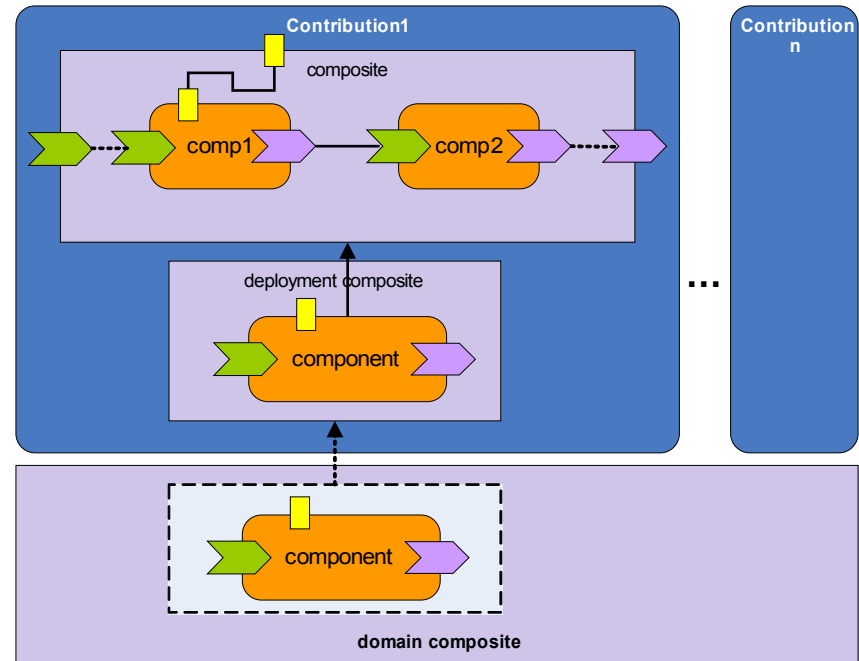 Contribution1
Contribution
n
composite
comp1
comp2
deployment composite
...
component
component
domain composite